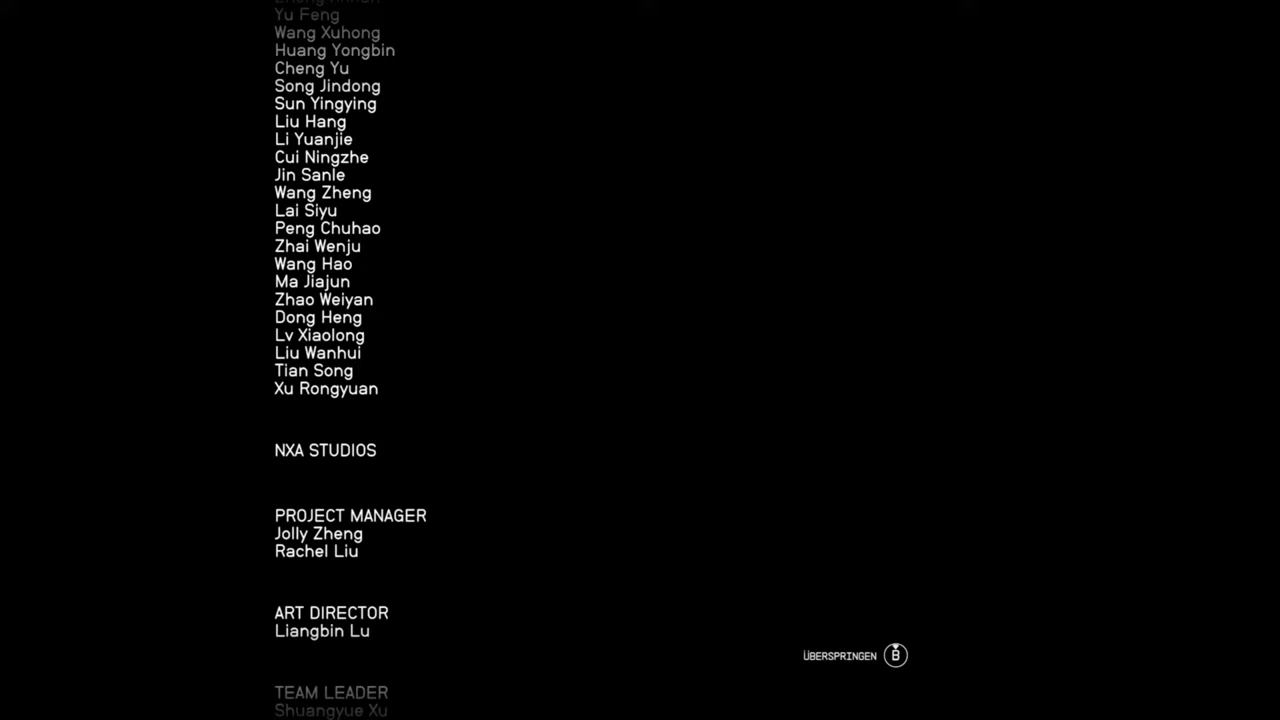 Yu Feng
Wang Xuhong
Huang Yongbin
Cheng Yu
Song Jindong
Sun Yingying
Liu Hang
Li Yuanjie
Cui Ningzhe
Jin Sanle
Wang Zheng
Lai Siyu
Peng Chuhao
Zhai Wenju
Wang Hao
Ma Jiajun
Zhao Weiyan
Dong Heng
Lv Xiaolong
Liu Wanhui
Tian Song
Xu Rongyuan
NXA STUDIOS
PROJECT MANAGER
Jolly Zheng
Rachel Liu
ART DIRECTOR
Liangbin Lu
ÜBERSPRINGEN B
TEAM LEADER
Shuangyue Xu